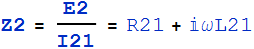 Z2 = E2/I21 = R21 + iωL21